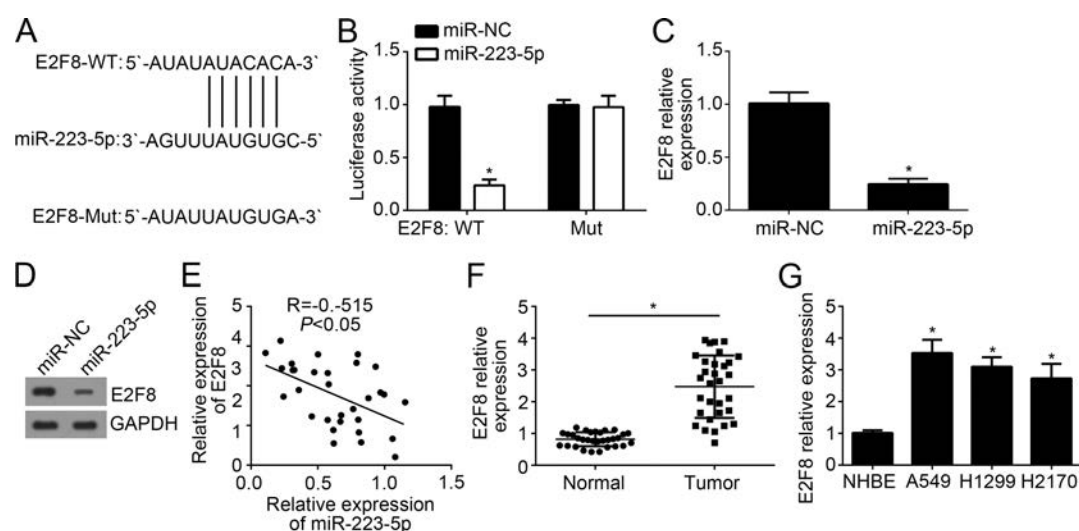 A
E2F8-WT:5`-AUAUAUACACA-3`
miR-223-5p:3`-AGUUUAUGUGC-5`
E2F8-Mut:5`-AUAUUAUGUGA-3`
B
miR-NC
miR-223-5p
Luciferase activity
1.5
1.0
0.5
0.0
*
E2F8: WT
Mut
C
E2F8 relative
expression
1.5
1.0
0.5
0.0
*
miR-NC
miR-223-5p
D
miR-NC
miR-223-5p
E2F8
GAPDH
E
R=-0.-515
P<0.05
Relative expression
of E2F8
5
4
3
2
1
0
0.0
0.5
1.0
1.5
Relative expression
of miR-223-5p
F
*
E2F8 relative
expression
5
4
3
2
1
0
Normal
Tumor
G
E2F8 relative expression
5
4
3
2
1
0
*
*
*
NHBE
A549
H1299
H2170